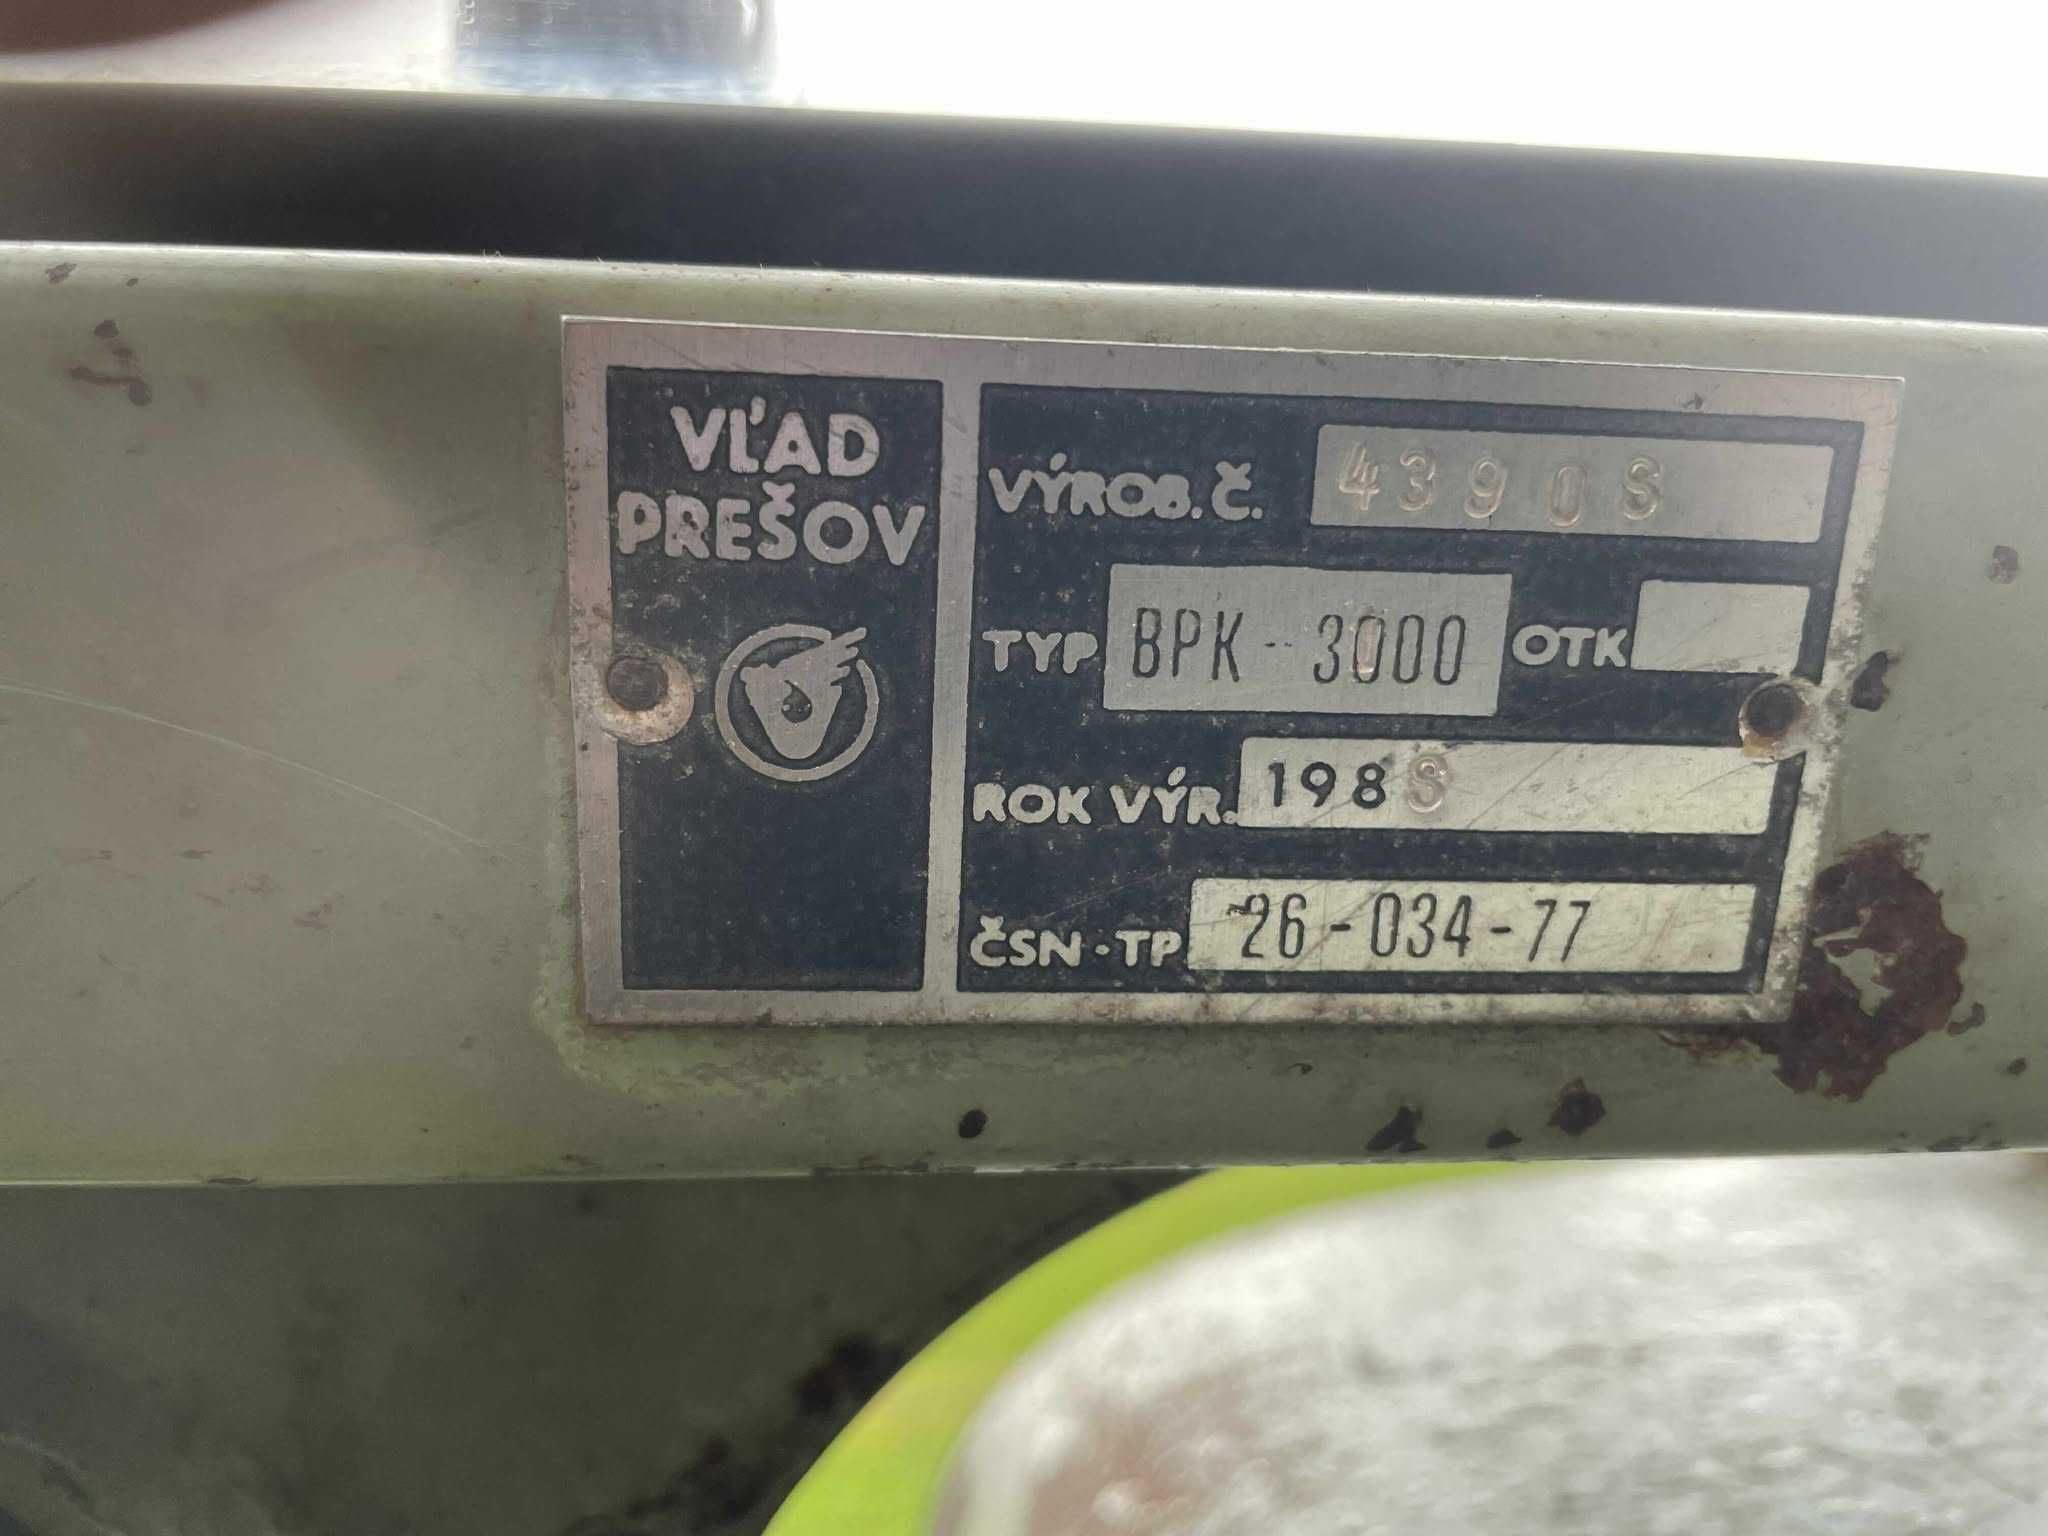 VĽAD
PREŠOV
VÝROB. Č. 4390S
TYP BPK-3000 OTK
ROK VÝR. 198S
ČSN·TP 26-034-77